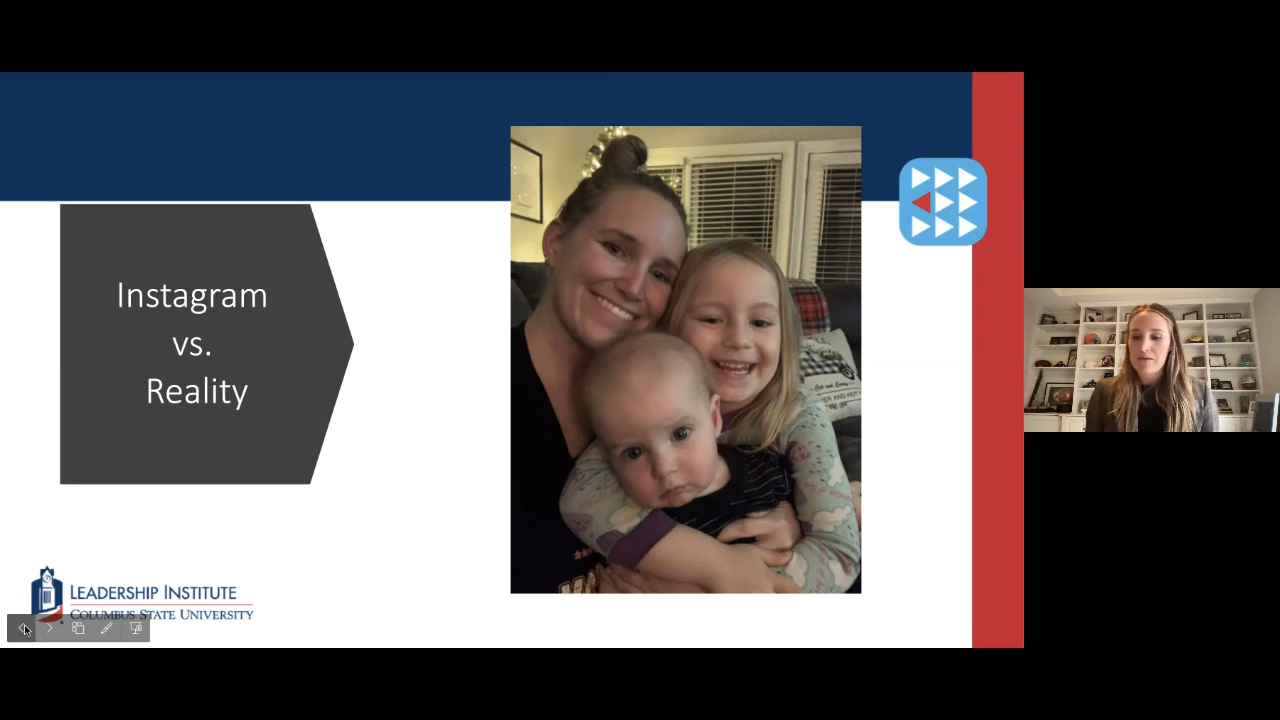 Instagram
vs.
Reality
LEADERSHIP INSTITUTE
COLUMBUS STATE UNIVERSITY